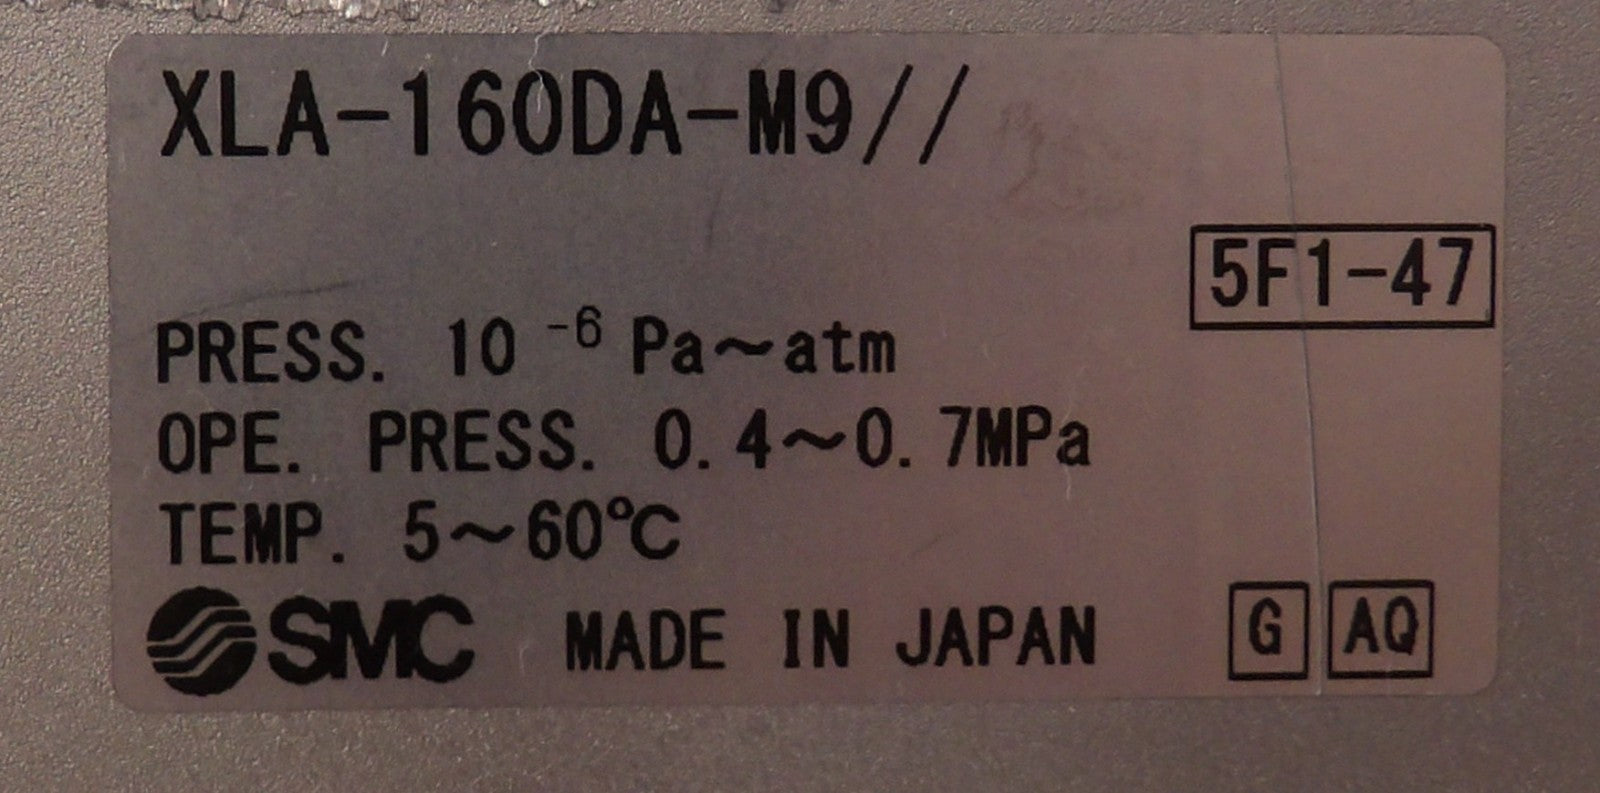 XLA-160DA-M9//
5F1-47
PRESS. 10⁻⁶ Pa～atm
OPE. PRESS. 0.4～0.7MPa
TEMP. 5～60℃
SMC MADE IN JAPAN G AQ